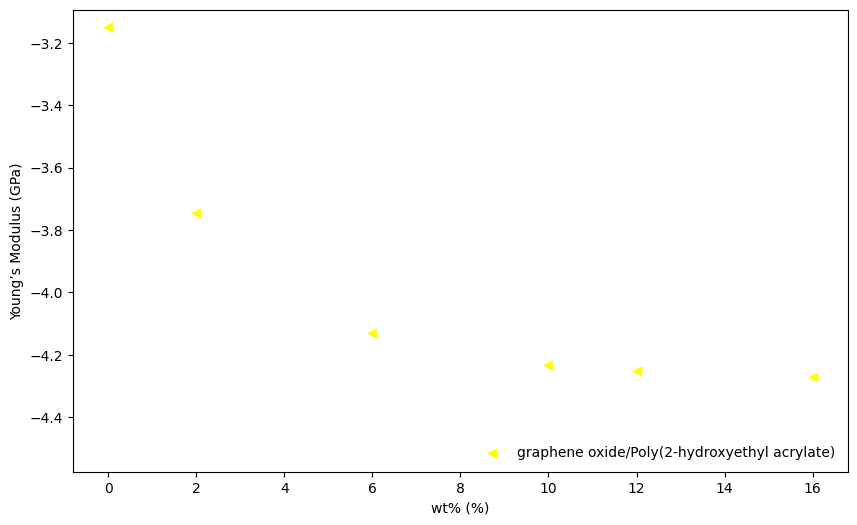 −3.2
−3.4
−3.6
−3.8
−4.0
−4.2
−4.4
Young’s Modulus (GPa)
graphene oxide/Poly(2-hydroxyethyl acrylate)
0 2 4 6 8 10 12 14 16
wt% (%)